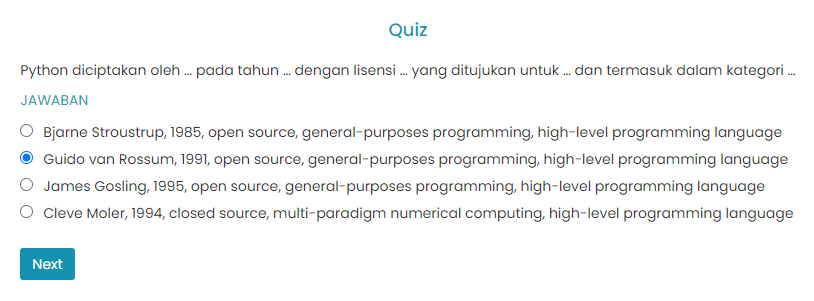 Quiz
Python diciptakan oleh ... pada tahun ... dengan lisensi ... yang ditujukan untuk ... dan termasuk dalam kategori ...
JAWABAN
Bjarne Stroustrup, 1985, open source, general-purposes programming, high-level programming language
Guido van Rossum, 1991, open source, general-purposes programming, high-level programming language
James Gosling, 1995, open source, general-purposes programming, high-level programming language
Cleve Moler, 1994, closed source, multi-paradigm numerical computing, high-level programming language
Next